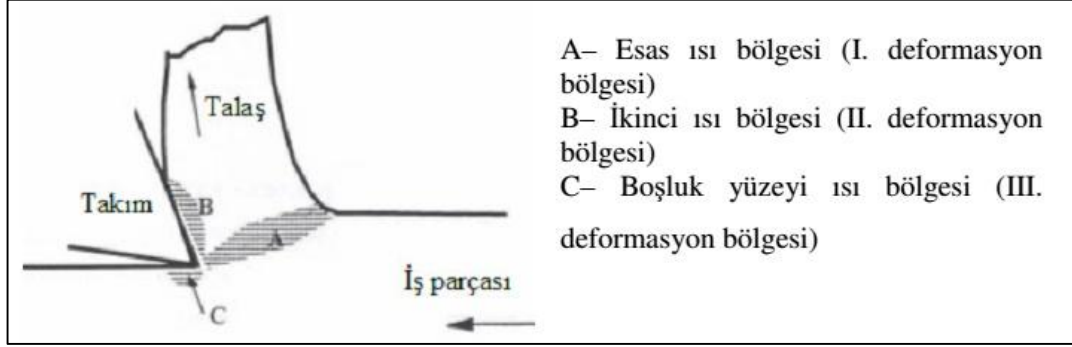 Talaş
Takım
B
A
İş parçası
C
A– Esas ısı bölgesi (I. deformasyon
bölgesi)
B– İkinci ısı bölgesi (II. deformasyon
bölgesi)
C– Boşluk yüzeyi ısı bölgesi (III.
deformasyon bölgesi)